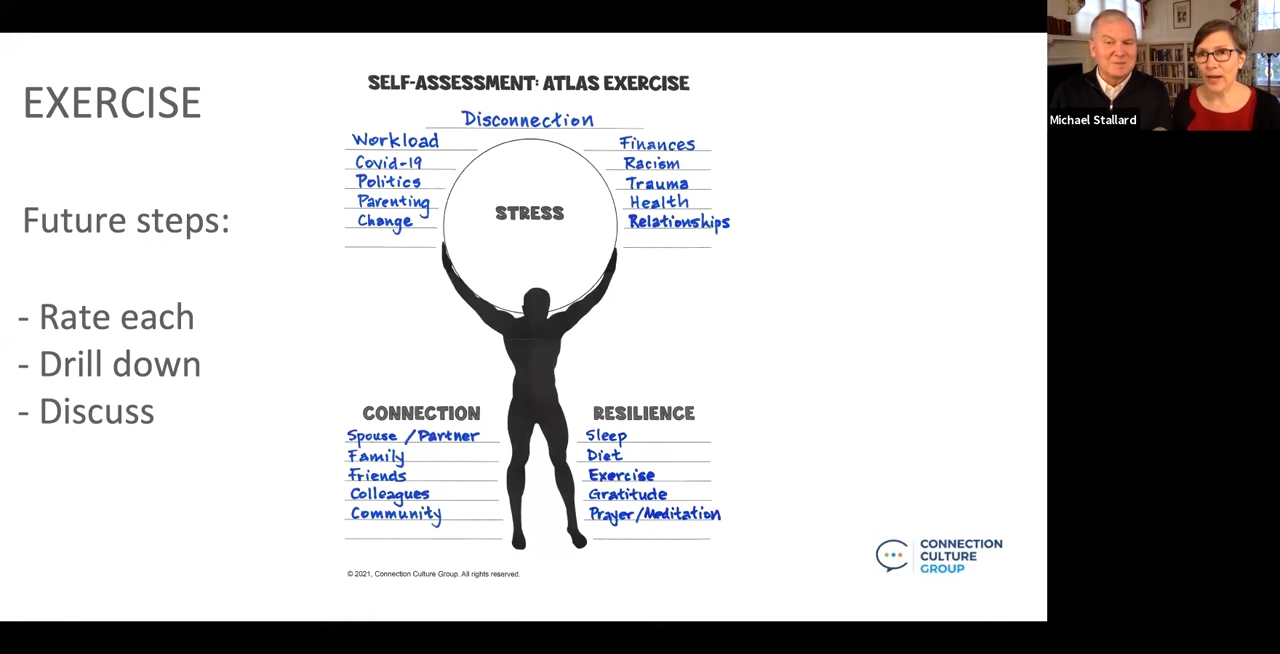 EXERCISE
Future steps:
- Rate each
- Drill down
- Discuss
SELF-ASSESSMENT: ATLAS EXERCISE
Disconnection
Workload
Covid-19
Politics
Parenting
Change
Finances
Racism
Trauma
Health
Relationships
STRESS
CONNECTION
Spouse / Partner
Family
Friends
Colleagues
Community
RESILIENCE
Sleep
Diet
Exercise
Gratitude
Prayer/Meditation
© 2021, Connection Culture Group. All rights reserved.
CONNECTION
CULTURE
GROUP
Michael Stallard